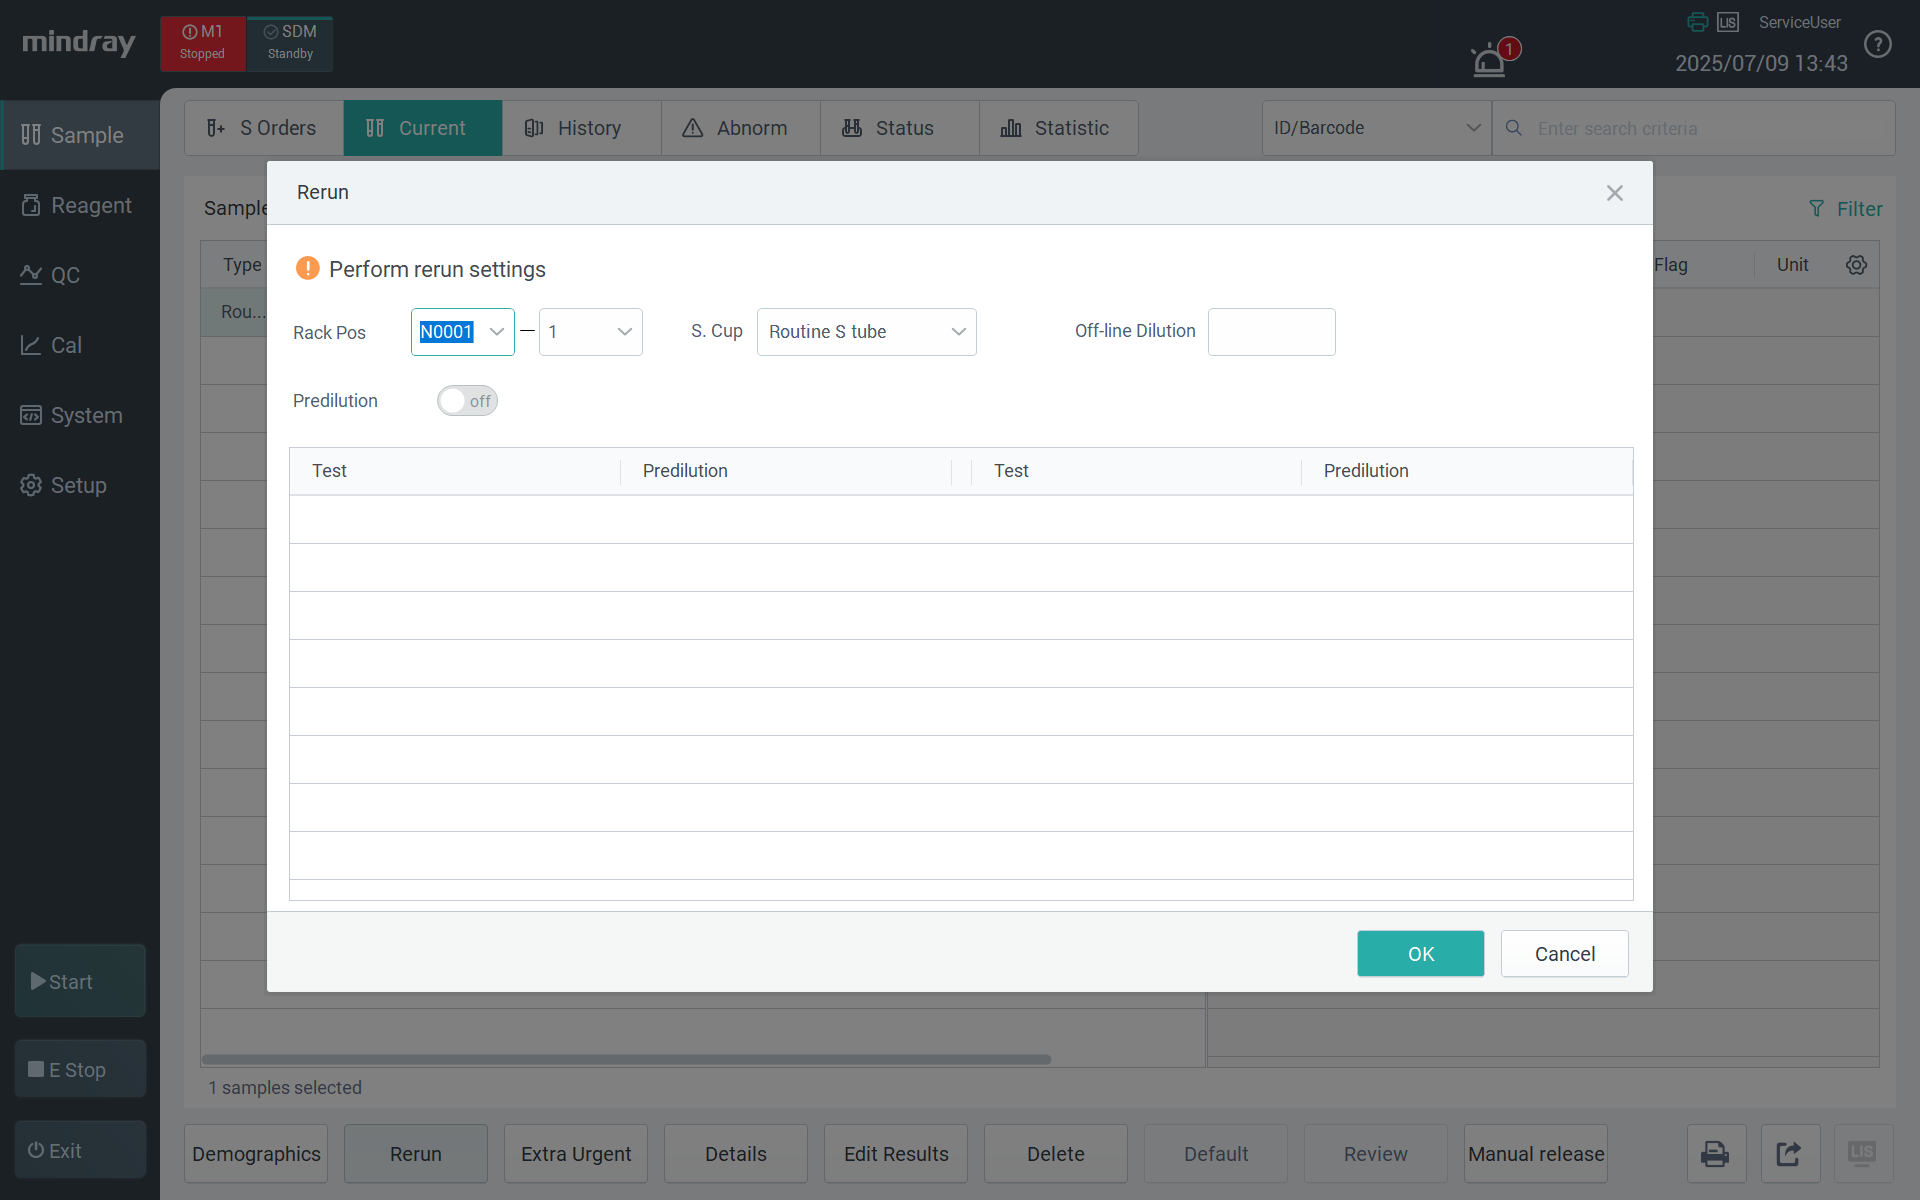 mindray
M1
Stopped
SDM
Standby
1
LIS
ServiceUser
2025/07/09 13:43
?
Sample
Reagent
QC
Cal
System
Setup
Start
E Stop
Exit
S Orders
Current
History
Abnorm
Status
Statistic
ID/Barcode
Enter search criteria
Sample
Filter
Type
Flag
Unit
Rou...
Rerun
Perform rerun settings
Rack Pos
N0001
1
S. Cup
Routine S tube
Off-line Dilution
Predilution
off
Test
Predilution
Test
Predilution
OK
Cancel
1 samples selected
Demographics
Rerun
Extra Urgent
Details
Edit Results
Delete
Default
Review
Manual release
LIS